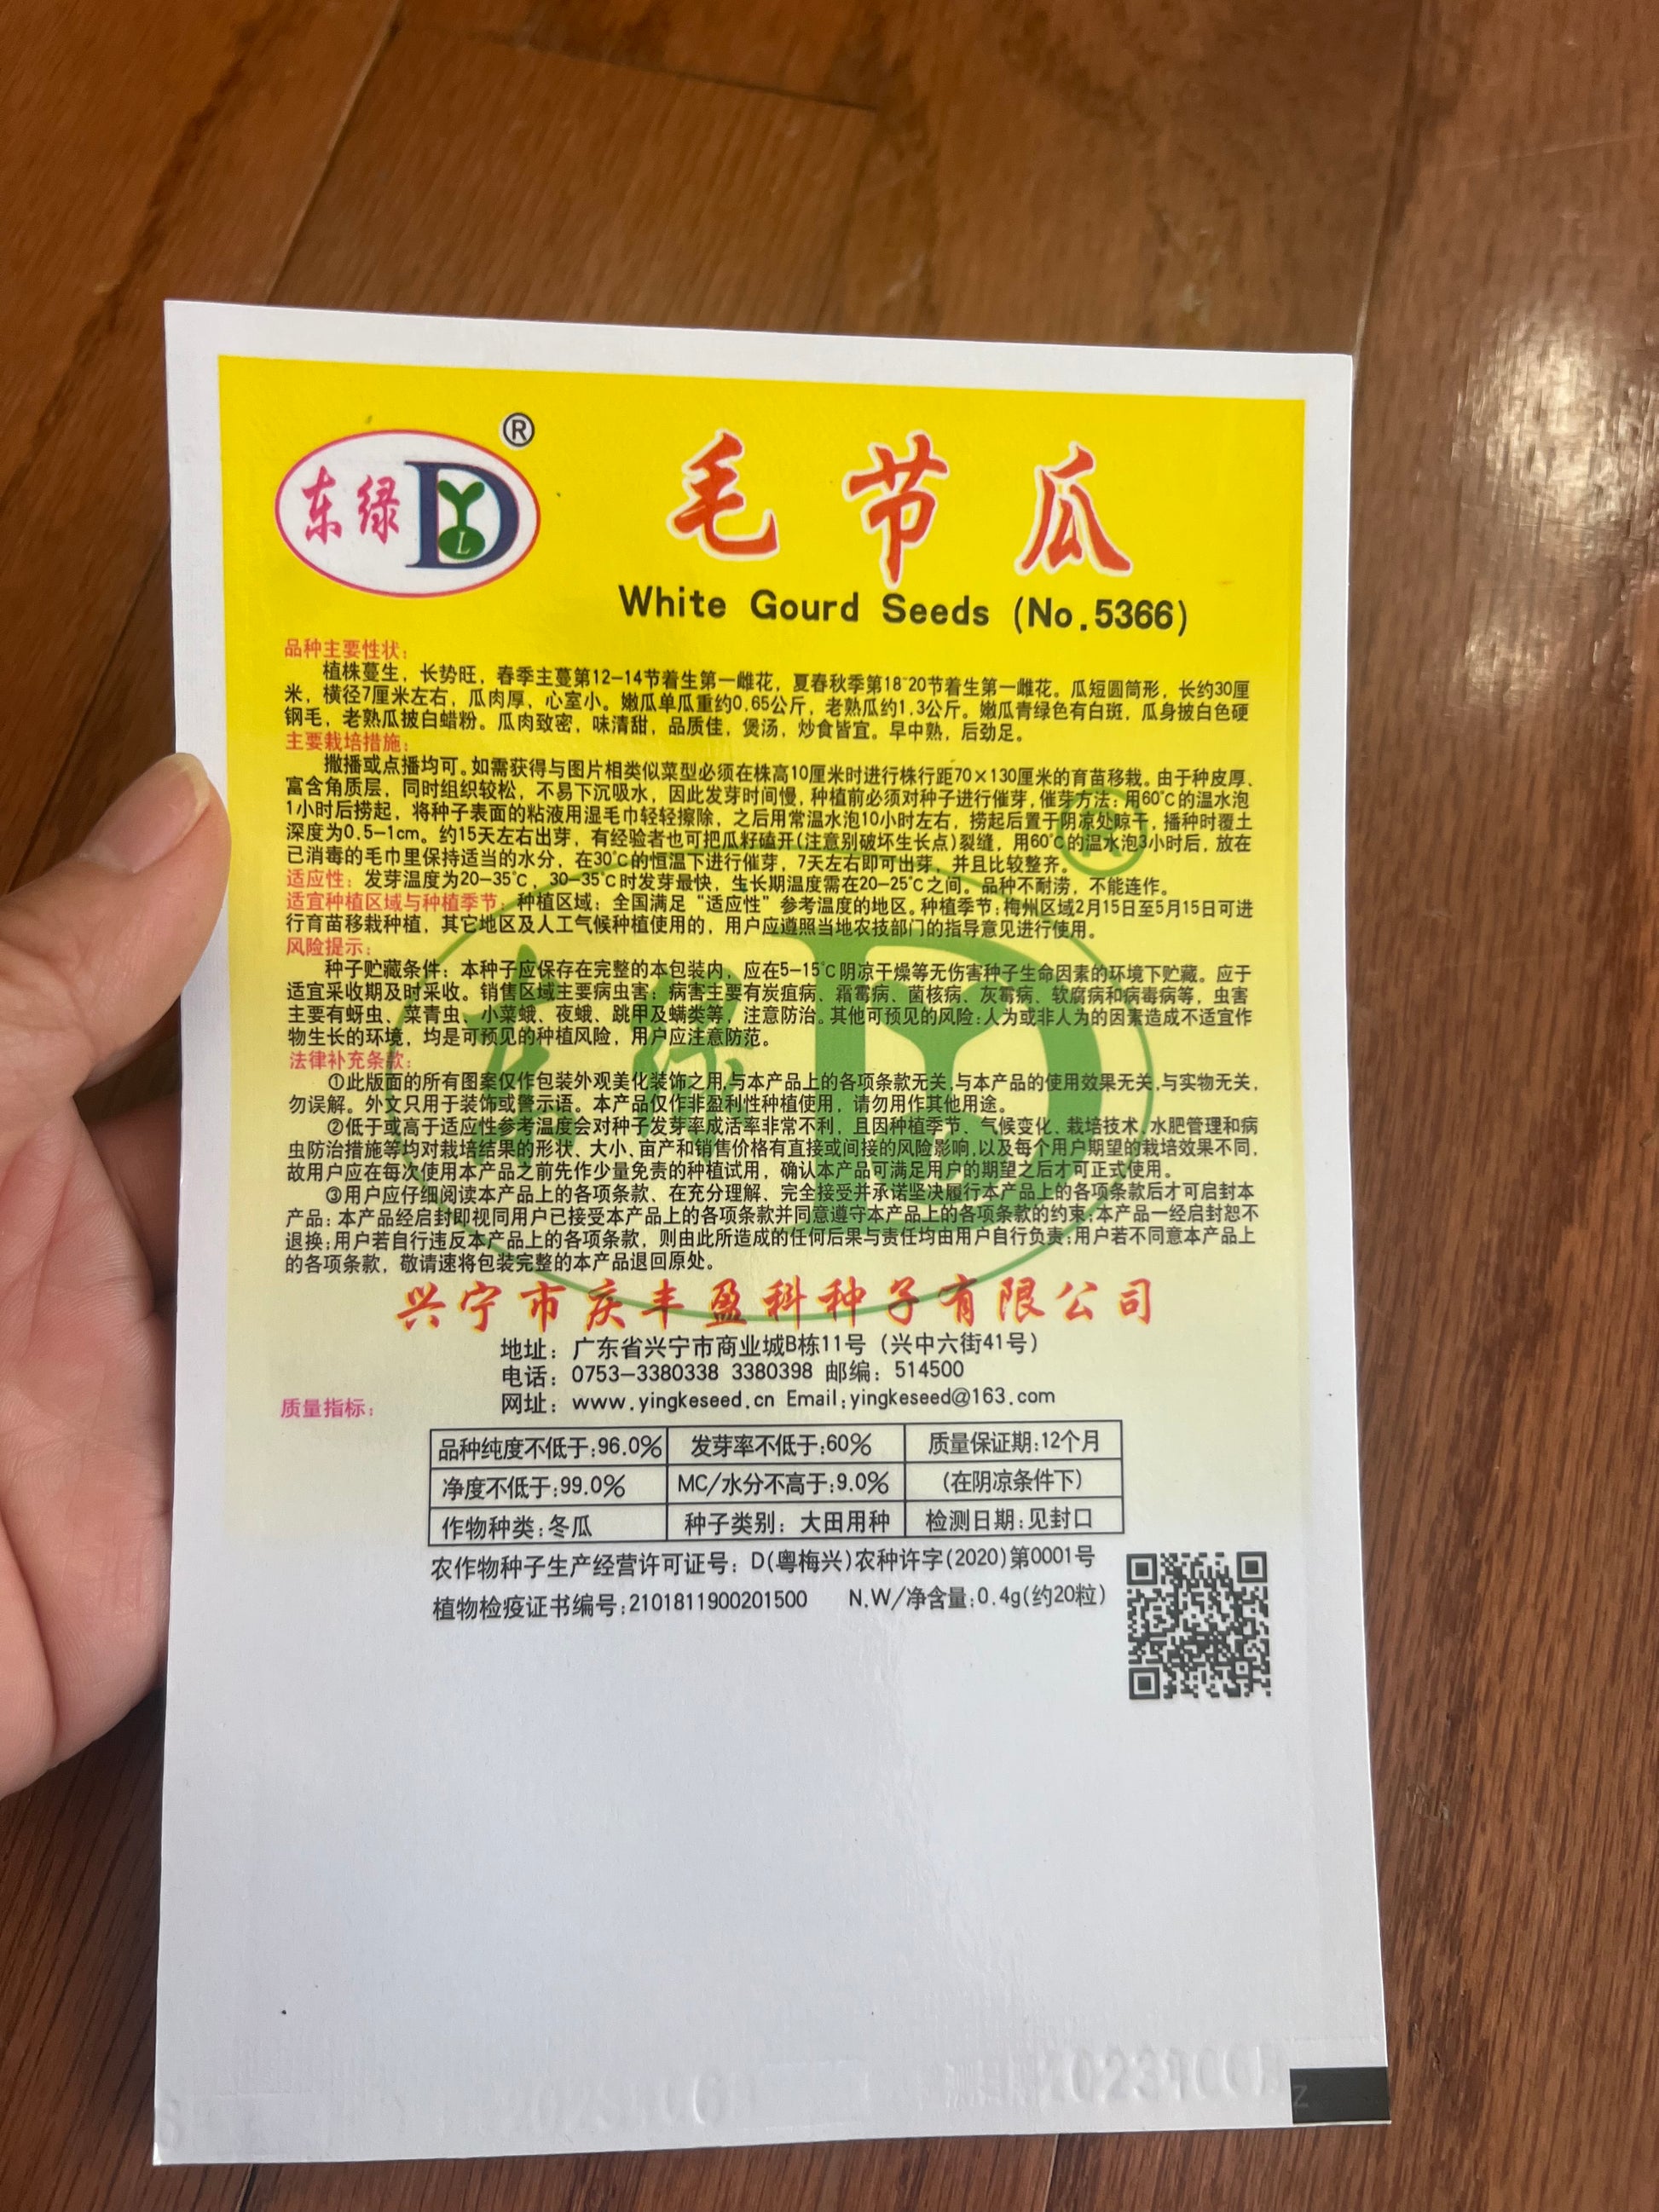 东绿
DYL
®
毛节瓜
White Gourd Seeds (No.5366)
品种主要性状:
植株蔓生，长势旺，春季主蔓第12-14节着生第一雌花，夏春秋季第18~20节着生第一雌花。瓜短圆筒形，长约30厘
米，横径7厘米左右，瓜肉厚，心室小。嫩瓜单瓜重约0.65公斤，老熟瓜约1.3公斤。嫩瓜青绿色有白斑，瓜身披白色硬
钢毛，老熟瓜披白蜡粉。瓜肉致密，味清甜，品质佳，煲汤，炒食皆宜。早中熟，后劲足。
主要栽培措施:
撒播或点播均可。如需获得与图片相类似菜型必须在株高10厘米时进行株行距70×130厘米的育苗移栽。由于种皮厚、
富含角质层，同时组织较松，不易下沉吸水，因此发芽时间慢，种植前必须对种子进行催芽，催芽方法:用60℃的温水泡
1小时后捞起，将种子表面的粘液用湿毛巾轻轻擦除，之后用常温水泡10小时左右，捞起后置于阴凉处晾干，播种时覆土
深度为0.5-1cm。约15天左右出芽，有经验者也可把瓜籽磕开(注意别破坏生长点)裂缝，用60℃的温水泡3小时后，放在
已消毒的毛巾里保持适当的水分，在30℃的恒温下进行催芽，7天左右即可出芽，并且比较整齐。
适应性: 发芽温度为20-35℃，30-35℃时发芽最快，生长期温度需在20-25℃之间。品种不耐涝，不能连作。
适宜种植区域与种植季节: 种植区域: 全国满足“适应性”参考温度的地区。种植季节:梅州区域2月15日至5月15日可进
行育苗移栽种植，其它地区及人工气候种植使用的，用户应遵照当地农技部门的指导意见进行使用。
风险提示:
种子贮藏条件: 本种子应保存在完整的本包装内，应在5-15℃阴凉干燥等无伤害种子生命因素的环境下贮藏。应于
适宜采收期及时采收。销售区域主要病虫害: 病害主要有炭疽病、霜霉病、菌核病、灰霉病、软腐病和病毒病等，虫害
主要有蚜虫、菜青虫、小菜蛾、夜蛾、跳甲及螨类等，注意防治。其他可预见的风险:人为或非人为的因素造成不适宜作
物生长的环境，均是可预见的种植风险，用户应注意防范。
法律补充条款:
①此版面的所有图案仅作包装外观美化装饰之用,与本产品上的各项条款无关,与本产品的使用效果无关,与实物无关,
勿误解。外文只用于装饰或警示语。本产品仅作非盈利性种植使用，请勿用作其他用途。
②低于或高于适应性参考温度会对种子发芽率成活率非常不利，且因种植季节、气候变化、栽培技术、水肥管理和病
虫防治措施等均对栽培结果的形状、大小、亩产和销售价格有直接或间接的风险影响,以及每个用户期望的栽培效果不同,
故用户应在每次使用本产品之前先作少量免责的种植试用，确认本产品可满足用户的期望之后才可正式使用。
③用户应仔细阅读本产品上的各项条款、在充分理解、完全接受并承诺坚决履行本产品上的各项条款后才可启封本
产品; 本产品经启封即视同用户已接受本产品上的各项条款并同意遵守本产品上的各项条款的约束;本产品一经启封恕不
退换;用户若自行违反本产品上的各项条款，则由此所造成的任何后果与责任均由用户自行负责;用户若不同意本产品上
的各项条款，敬请速将包装完整的本产品退回原处。
兴宁市庆丰盈科种子有限公司
地址: 广东省兴宁市商业城B栋11号 (兴中六街41号)
电话: 0753-3380338 3380398 邮编: 514500
网址: www.yingkeseed.cn Email:yingkeseed@163.com
质量指标:
品种纯度不低于:96.0% 发芽率不低于:60% 质量保证期:12个月
净度不低于:99.0% MC/水分不高于:9.0% (在阴凉条件下)
作物种类:冬瓜 种子类别: 大田用种 检测日期:见封口
农作物种子生产经营许可证号: D(粤梅兴)农种许字(2020)第0001号
植物检疫证书编号:2101811900201500 N.W/净含量:0.4g(约20粒)
Z